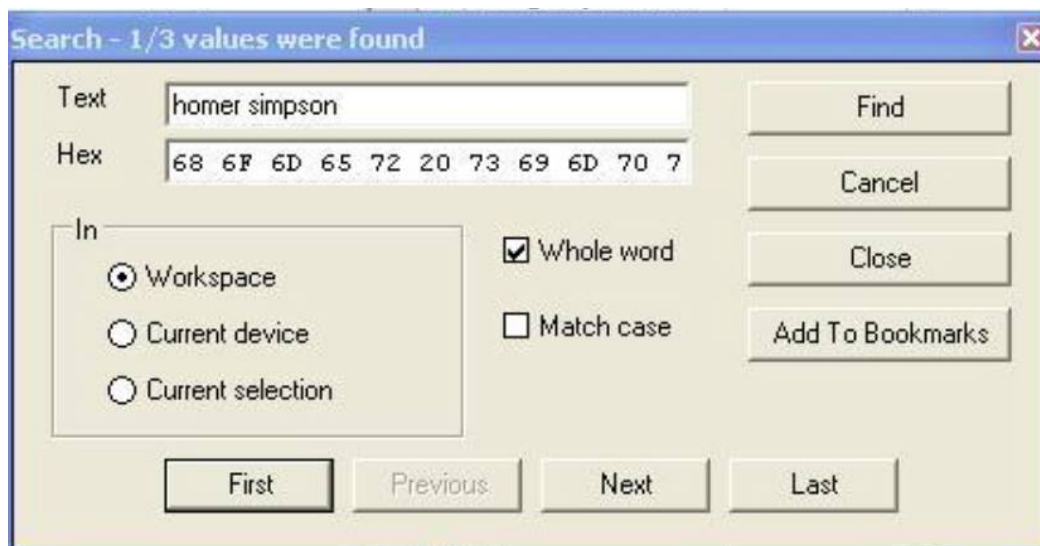 Search - 1/3 values were found
Text
homer simpson
Find
Hex
68 6F 6D 65 72 20 73 69 6D 70 7
Cancel
In
Workspace
Whole word
Close
Current device
Match case
Add To Bookmarks
Current selection
First
Previous
Next
Last